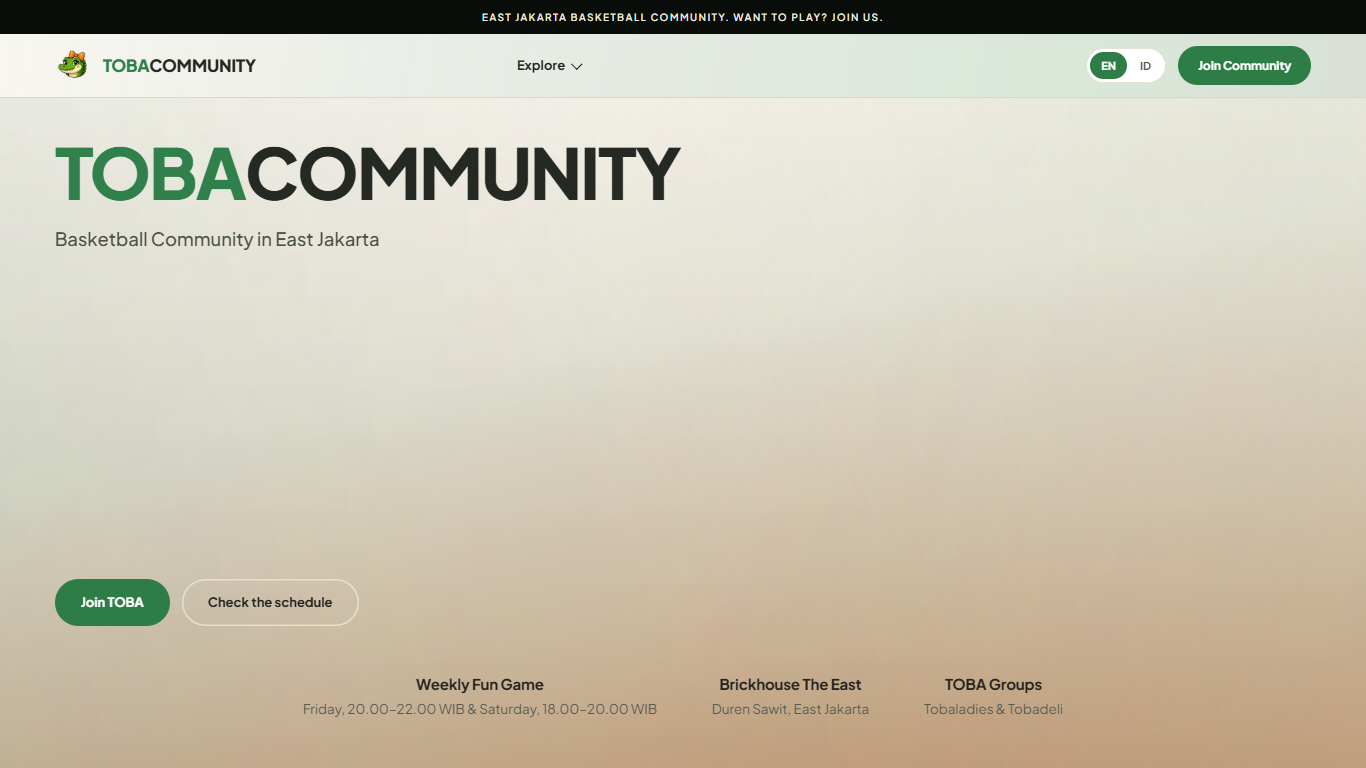 EAST JAKARTA BASKETBALL COMMUNITY. WANT TO PLAY? JOIN US.
TOBACOMMUNITY
Explore
EN
ID
Join Community
TOBACOMMUNITY
Basketball Community in East Jakarta
Join TOBA
Check the schedule
Weekly Fun Game
Friday, 20.00–22.00 WIB & Saturday, 18.00–20.00 WIB
Brickhouse The East
Duren Sawit, East Jakarta
TOBA Groups
Tobaladies & Tobadeli